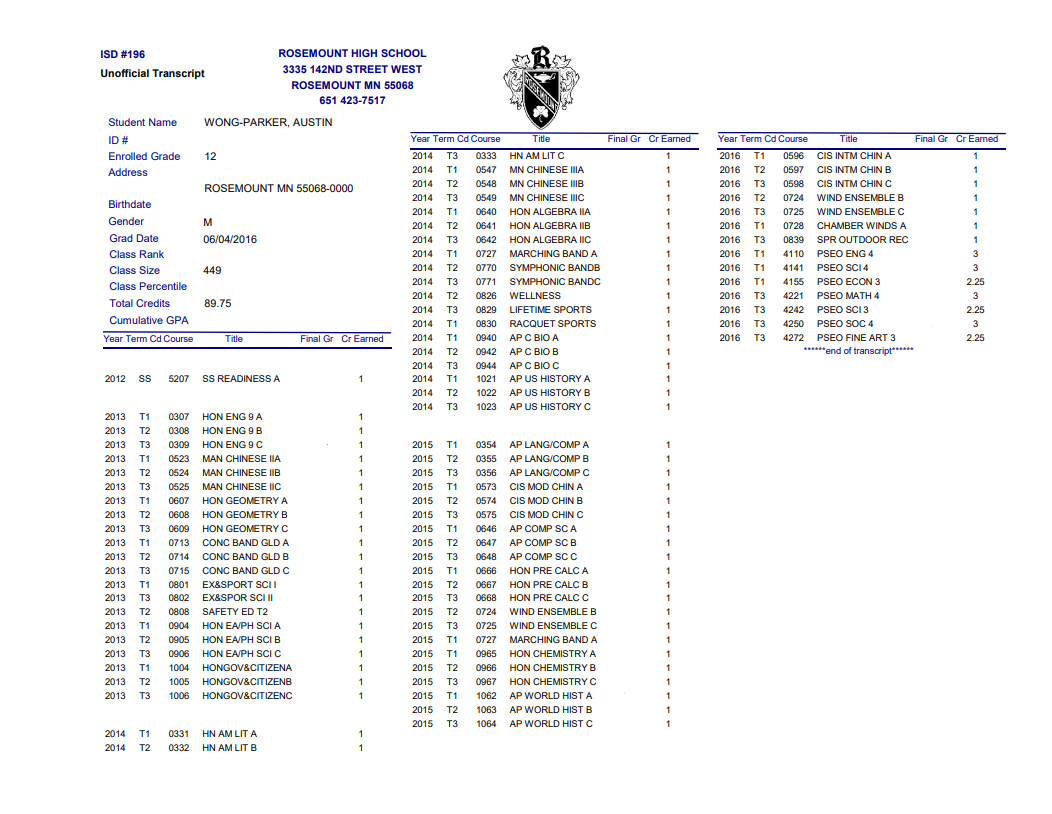 ISD #196
Unofficial Transcript
ROSEMOUNT HIGH SCHOOL
3335 142ND STREET WEST
ROSEMOUNT MN 55068
651 423-7517
R
ROSEMOUNT
Student Name WONG-PARKER, AUSTIN
ID #
Enrolled Grade 12
Address
ROSEMOUNT MN 55068-0000
Birthdate
Gender M
Grad Date 06/04/2016
Class Rank
Class Size 449
Class Percentile
Total Credits 89.75
Cumulative GPA
Year Term Cd Course Title Final Gr Cr Earned
2012 SS 5207 SS READINESS A 1
2013 T1 0307 HON ENG 9 A 1
2013 T2 0308 HON ENG 9 B 1
2013 T3 0309 HON ENG 9 C 1
2013 T1 0523 MAN CHINESE IIA 1
2013 T2 0524 MAN CHINESE IIB 1
2013 T3 0525 MAN CHINESE IIC 1
2013 T1 0607 HON GEOMETRY A 1
2013 T2 0608 HON GEOMETRY B 1
2013 T3 0609 HON GEOMETRY C 1
2013 T1 0713 CONC BAND GLD A 1
2013 T2 0714 CONC BAND GLD B 1
2013 T3 0715 CONC BAND GLD C 1
2013 T1 0801 EX&SPORT SCI I 1
2013 T3 0802 EX&SPOR SCI II 1
2013 T2 0808 SAFETY ED T2 1
2013 T1 0904 HON EA/PH SCI A 1
2013 T2 0905 HON EA/PH SCI B 1
2013 T3 0906 HON EA/PH SCI C 1
2013 T1 1004 HONGOV&CITIZENA 1
2013 T2 1005 HONGOV&CITIZENB 1
2013 T3 1006 HONGOV&CITIZENC 1
2014 T1 0331 HN AM LIT A 1
2014 T2 0332 HN AM LIT B 1
Year Term Cd Course Title Final Gr Cr Earned
2014 T3 0333 HN AM LIT C 1
2014 T1 0547 MN CHINESE IIIA 1
2014 T2 0548 MN CHINESE IIIB 1
2014 T3 0549 MN CHINESE IIIC 1
2014 T1 0640 HON ALGEBRA IIA 1
2014 T2 0641 HON ALGEBRA IIB 1
2014 T3 0642 HON ALGEBRA IIC 1
2014 T1 0727 MARCHING BAND A 1
2014 T2 0770 SYMPHONIC BANDB 1
2014 T3 0771 SYMPHONIC BANDC 1
2014 T2 0826 WELLNESS 1
2014 T3 0829 LIFETIME SPORTS 1
2014 T1 0830 RACQUET SPORTS 1
2014 T1 0940 AP C BIO A 1
2014 T2 0942 AP C BIO B 1
2014 T3 0944 AP C BIO C 1
2014 T1 1021 AP US HISTORY A 1
2014 T2 1022 AP US HISTORY B 1
2014 T3 1023 AP US HISTORY C 1
2015 T1 0354 AP LANG/COMP A 1
2015 T2 0355 AP LANG/COMP B 1
2015 T3 0356 AP LANG/COMP C 1
2015 T1 0573 CIS MOD CHIN A 1
2015 T2 0574 CIS MOD CHIN B 1
2015 T3 0575 CIS MOD CHIN C 1
2015 T1 0646 AP COMP SC A 1
2015 T2 0647 AP COMP SC B 1
2015 T3 0648 AP COMP SC C 1
2015 T1 0666 HON PRE CALC A 1
2015 T2 0667 HON PRE CALC B 1
2015 T3 0668 HON PRE CALC C 1
2015 T2 0724 WIND ENSEMBLE B 1
2015 T3 0725 WIND ENSEMBLE C 1
2015 T1 0727 MARCHING BAND A 1
2015 T1 0965 HON CHEMISTRY A 1
2015 T2 0966 HON CHEMISTRY B 1
2015 T3 0967 HON CHEMISTRY C 1
2015 T1 1062 AP WORLD HIST A 1
2015 T2 1063 AP WORLD HIST B 1
2015 T3 1064 AP WORLD HIST C 1
Year Term Cd Course Title Final Gr Cr Earned
2016 T1 0596 CIS INTM CHIN A 1
2016 T2 0597 CIS INTM CHIN B 1
2016 T3 0598 CIS INTM CHIN C 1
2016 T2 0724 WIND ENSEMBLE B 1
2016 T3 0725 WIND ENSEMBLE C 1
2016 T1 0728 CHAMBER WINDS A 1
2016 T3 0839 SPR OUTDOOR REC 1
2016 T1 4110 PSEO ENG 4 3
2016 T1 4141 PSEO SCI 4 3
2016 T1 4155 PSEO ECON 3 2.25
2016 T3 4221 PSEO MATH 4 3
2016 T3 4242 PSEO SCI 3 2.25
2016 T3 4250 PSEO SOC 4 3
2016 T3 4272 PSEO FINE ART 3 2.25
******end of transcript******